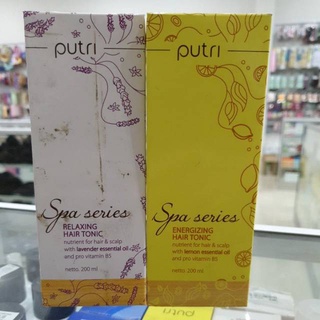 putri
Spa series
RELAXING
HAIR TONIC
nutrient for hair & scalp
with lavender essential oil
and pro vitamin B5
netto. 200 ml
putri
Spa series
ENERGIZING
HAIR TONIC
nutrient for hair & scalp
with lemon essential oil
and pro vitamin B5
netto. 200 ml
putri